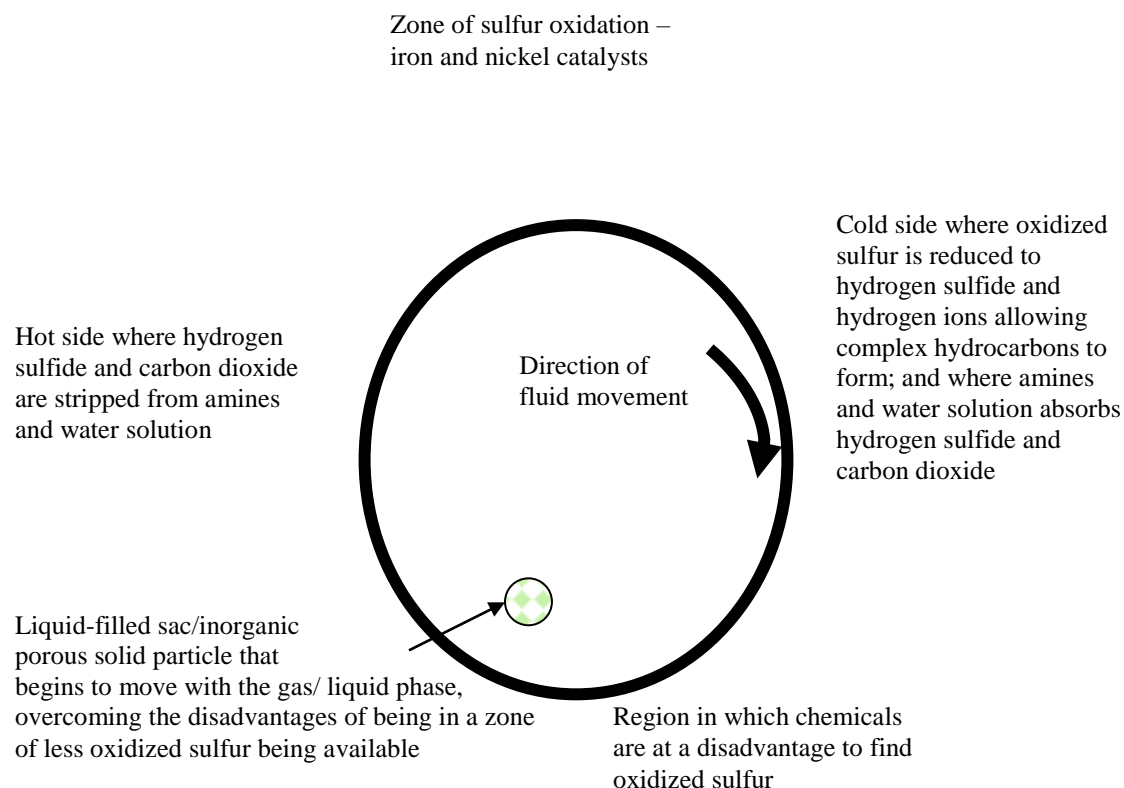 Zone of sulfur oxidation –
iron and nickel catalysts
Cold side where oxidized
sulfur is reduced to
hydrogen sulfide and
hydrogen ions allowing
complex hydrocarbons to
form; and where amines
and water solution absorbs
hydrogen sulfide and
carbon dioxide
Hot side where hydrogen
sulfide and carbon dioxide
are stripped from amines
and water solution
Direction of
fluid movement
Liquid-filled sac/inorganic
porous solid particle that
begins to move with the gas/ liquid phase,
overcoming the disadvantages of being in a zone
of less oxidized sulfur being available
Region in which chemicals
are at a disadvantage to find
oxidized sulfur